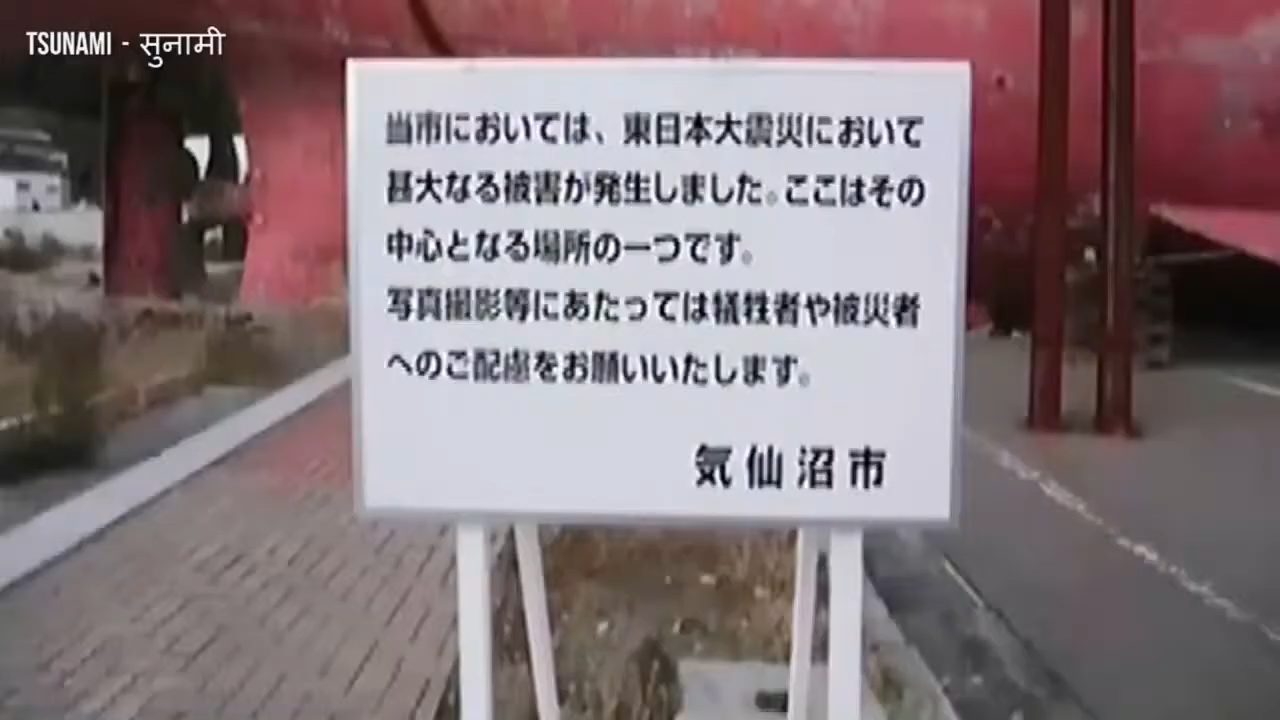 TSUNAMI - सुनामी
当市においては、東日本大震災において
甚大なる被害が発生しました。ここはその
中心となる場所の一つです。
写真撮影等にあたっては犠牲者や被災者
へのご配慮をお願いいたします。
気仙沼市